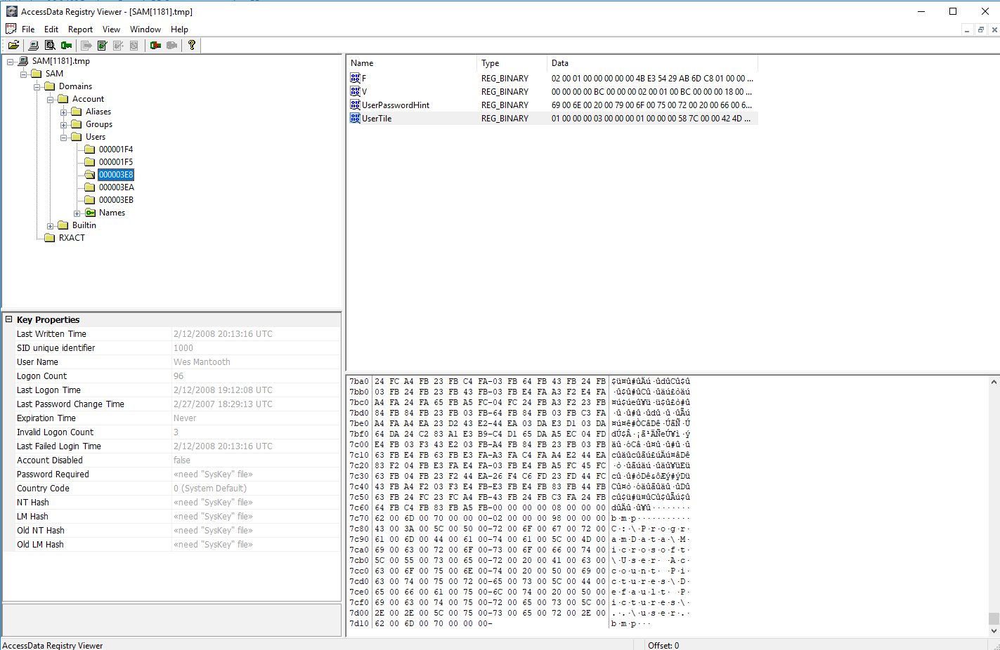 AccessData Registry Viewer - [SAM[1181].tmp]
File Edit Report View Window Help
SAM[1181].tmp
SAM
Domains
Account
Aliases
Groups
Users
000001F4
000001F5
000003E8
000003EA
000003EB
Names
Builtin
RXACT
Name Type Data
F REG_BINARY 02 00 01 00 00 00 00 00 4B E3 54 29 AB 6D C8 01 00 00 ...
V REG_BINARY 00 00 00 00 BC 00 00 00 02 00 01 00 BC 00 00 00 18 00 ...
UserPasswordHint REG_BINARY 69 00 6E 00 20 00 79 00 6F 00 75 00 72 00 20 00 66 00 6...
UserTile REG_BINARY 01 00 00 00 03 00 00 00 01 00 00 00 58 7C 00 00 42 4D ...
Key Properties
Last Written Time 2/12/2008 20:13:16 UTC
SID unique identifier 1000
User Name Wes Mantooth
Logon Count 96
Last Logon Time 2/12/2008 19:12:08 UTC
Last Password Change Time 2/27/2007 18:29:13 UTC
Expiration Time Never
Invalid Logon Count 3
Last Failed Login Time 2/12/2008 20:13:16 UTC
Account Disabled false
Password Required «need "SysKey" file»
Country Code 0 (System Default)
NT Hash «need "SysKey" file»
LM Hash «need "SysKey" file»
Old NT Hash «need "SysKey" file»
Old LM Hash «need "SysKey" file»
7ba0 24 FC A4 FB 23 FB C4 FA-03 FB 64 FB 43 FB 24 FB $ü¤û#ûÄú·ûdûCû$û
7bb0 03 FB 24 FB 23 FB 43 FB-03 FB E4 FA A3 F2 E4 FA ·û$û#ûCû·ûäú£òäú
7bc0 A4 FA 24 FA 65 FB A5 FC-04 FC 24 FB A3 F2 23 FB ¤ú$úeû¥ü·ü$û£ò#û
7bd0 84 FB 84 FB 23 FB 03 FB-64 FB 84 FB 03 FB C3 FA ·û·û#û·ûdû·û·ûÃú
7be0 A4 FA A4 EA 23 D2 43 E2-44 EA 03 DA E3 D1 03 DA ¤ú¤ê#ÒCâDê·ÚãÑ·Ú
7bf0 64 DA 24 C2 83 A1 E3 B9-C4 D1 65 DA A5 EC 04 FD dÚ$Â·¡ã¹ÄÑeÚ¥ì·ý
7c00 E4 FB 03 F3 43 E2 03 FB-A4 FB 84 FB 23 FB 03 FB äû·óCâ·û¤û·û#û·û
7c10 63 FB E4 FB 63 FB E3 FA-A3 FA C4 FA A4 E2 44 EA cûäûcûãú£úÄú¤âDê
7c20 83 F2 04 FB E3 FA E4 FA-03 FB E4 FB A5 FC 45 FC ·ò·ûãúäú·ûäû¥üEü
7c30 63 FB 04 FB 23 F2 44 EA-26 F4 C6 FD 23 FD 44 FC cû·û#òDê&ôÆý#ýDü
7c40 43 FB A4 F2 03 F3 E4 FB-E3 FB E4 FB 83 FB 44 FB Cû¤ò·óäûãûäû·ûDû
7c50 63 FB 24 FC 23 FC A4 FB-43 FB 24 FB C3 FA 24 FB cû$ü#ü¤ûCû$ûÃú$û
7c60 64 FB C4 FB 83 FB A5 FB-00 00 00 00 08 00 00 00 dûÄû·û¥û········
7c70 62 00 6D 00 70 00 00 00-02 00 00 00 98 00 00 00 b·m·p···········
7c80 43 00 3A 00 5C 00 50 00-72 00 6F 00 67 00 72 00 C·:·\·P·r·o·g·r·
7c90 61 00 6D 00 44 00 61 00-74 00 61 00 5C 00 4D 00 a·m·D·a·t·a·\·M·
7ca0 69 00 63 00 72 00 6F 00-73 00 6F 00 66 00 74 00 i·c·r·o·s·o·f·t·
7cb0 5C 00 55 00 73 00 65 00-72 00 20 00 41 00 63 00 \·U·s·e·r· ·A·c·
7cc0 63 00 6F 00 75 00 6E 00-74 00 20 00 50 00 69 00 c·o·u·n·t· ·P·i·
7cd0 63 00 74 00 75 00 72 00-65 00 73 00 5C 00 44 00 c·t·u·r·e·s·\·D·
7ce0 65 00 66 00 61 00 75 00-6C 00 74 00 20 00 50 00 e·f·a·u·l·t· ·P·
7cf0 69 00 63 00 74 00 75 00-72 00 65 00 73 00 5C 00 i·c·t·u·r·e·s·\·
7d00 2E 00 2E 00 5C 00 75 00-73 00 65 00 72 00 2E 00 .·.·\·u·s·e·r·.·
7d10 62 00 6D 00 70 00 00 00- b·m·p···
AccessData Registry Viewer Offset: 0